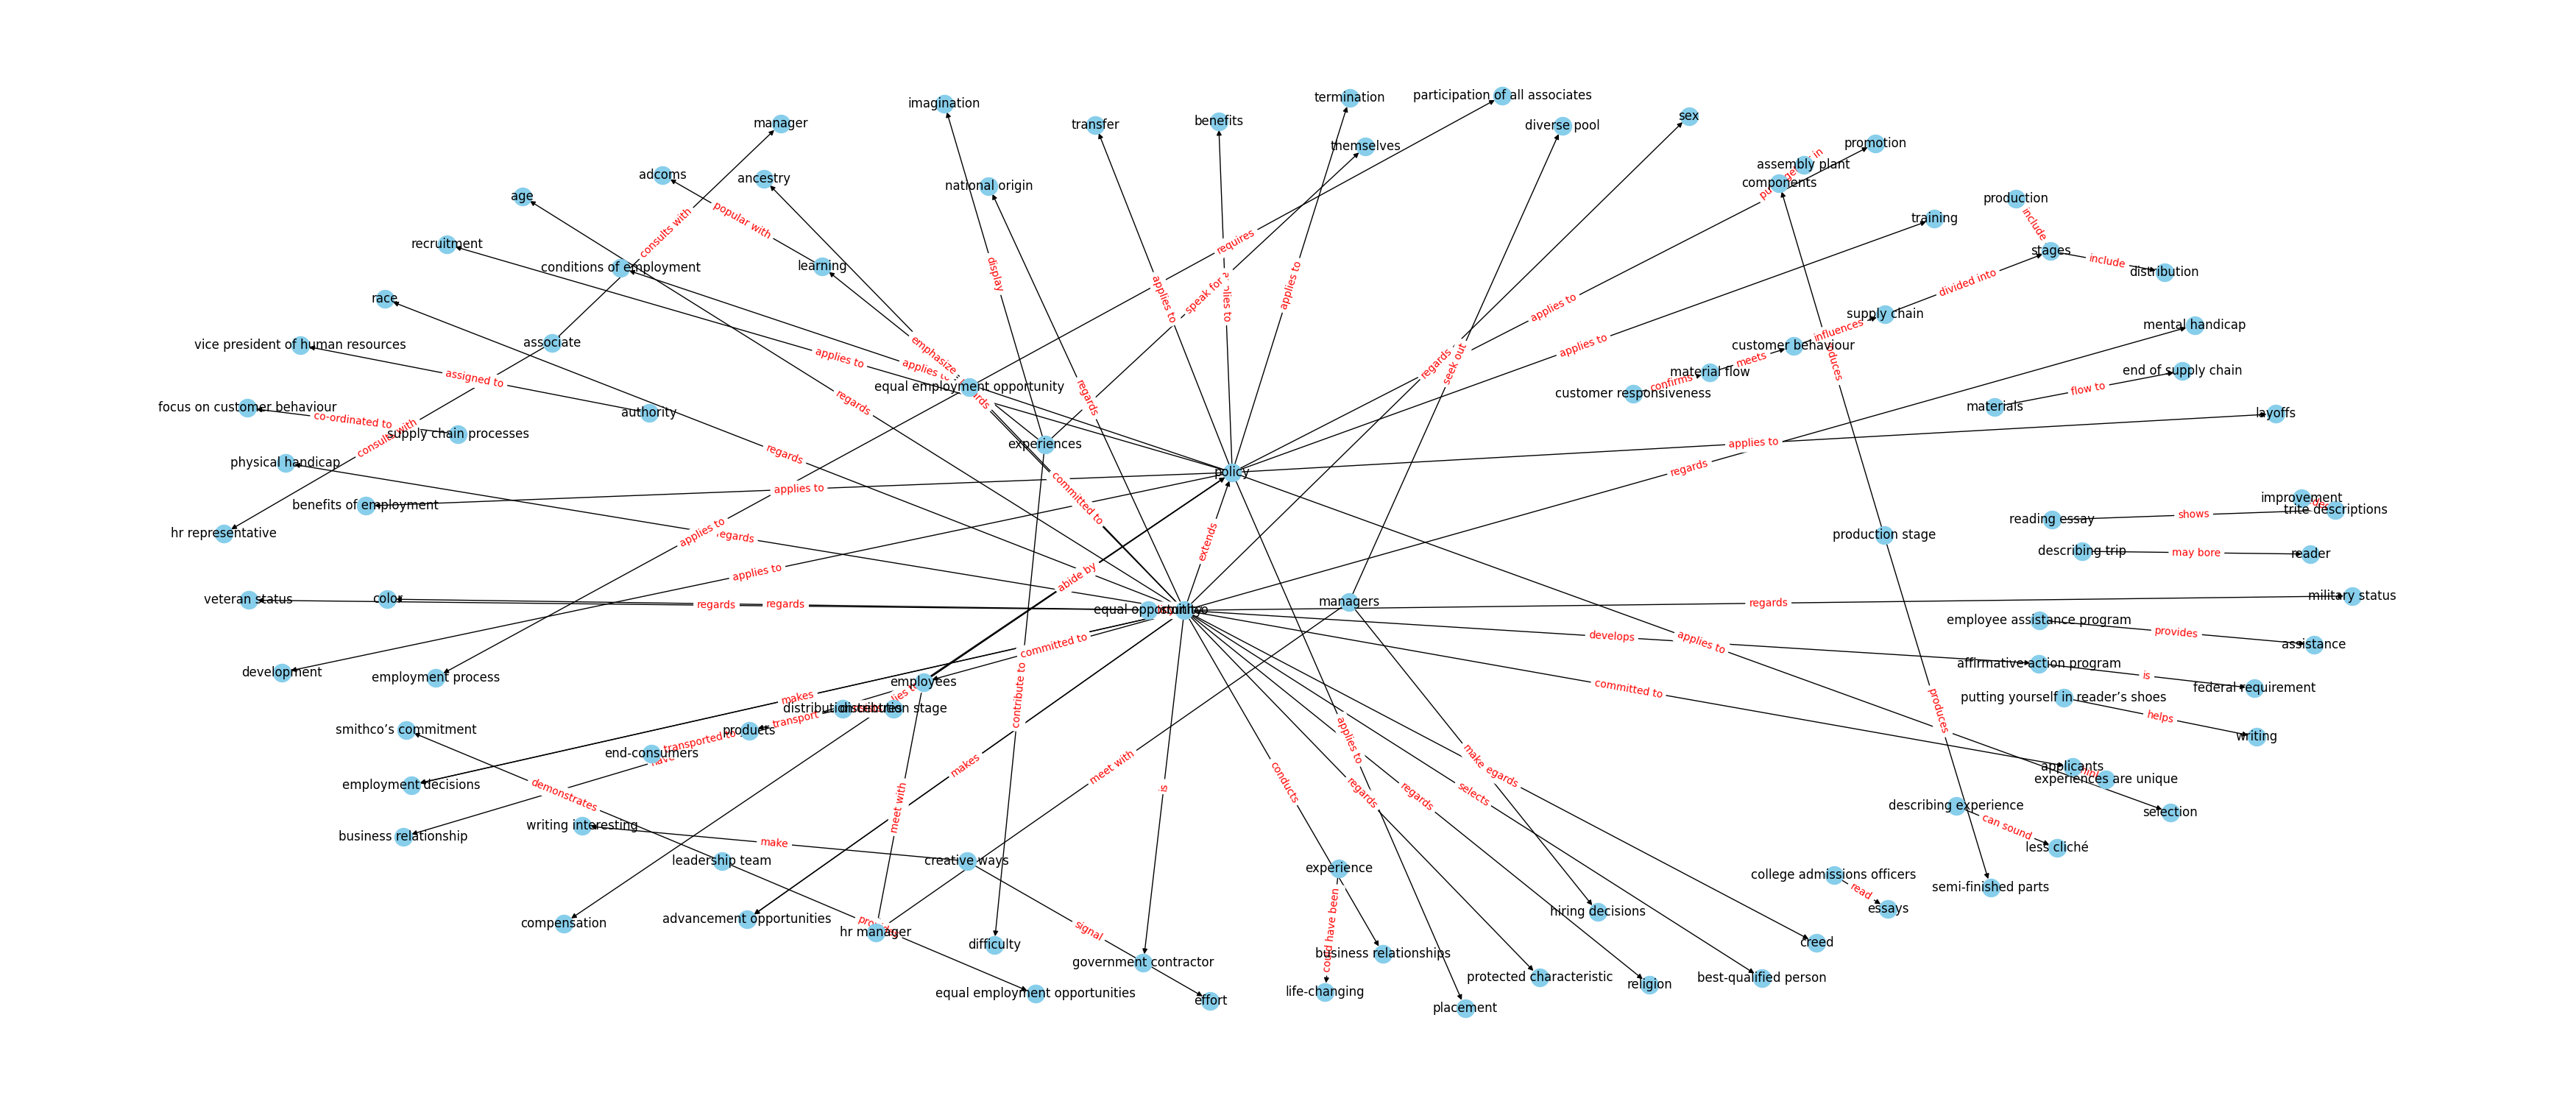 participation of all associates
termination
imagination
sex
benefits
manager
transfer
diverse pool
promotion
themselves
assembly plant
adcoms
ancestry
components
national origin
age
production
training
consults with
popular with
recruitment
requires
include
stages
learning
conditions of employment
display
include
distribution
race
applies to
applies to
speak for
divided into
applies to
supply chain
mental handicap
associate
vice president of human resources
emphasize
influences
customer behaviour
applies to
applies to
meets
regards
seek out
end of supply chain
assigned to
equal employment opportunity
material flow
confirms
flow to
customer responsiveness
regards
regards
focus on customer behaviour
authority
materials
layoffs
co-ordinated to
supply chain processes
consults with
experiences
applies to
regards
physical handicap
policy
regards
applies to
benefits of employment
committed to
improvement
trite descriptions
reading essay
shows
hr representative
applies to
regards
extends
production stage
describing trip
may bore
reader
applies to
abide by
veteran status
color
regards
regards
equal opportunity
managers
regards
military status
employee assistance program
provides
assistance
committed to
develops
applies to
affirmative action program
is
federal requirement
development
employment process
employees
contribute to
committed to
putting yourself in reader’s shoes
helps
makes
distribution stage
transport
produces
smithco’s commitment
products
applies to
writing
transported to
end-consumers
makes
meet with
make
regards
applicants
experiences are unique
employment decisions
demonstrates
conducts
is
regards
regards
selects
describing experience
can sound
selection
business relationship
writing interesting
meet with
make
less cliché
leadership team
creative ways
experience
college admissions officers
read
semi-finished parts
essays
compensation
advancement opportunities
hr manager
signal
could have been
hiring decisions
difficulty
creed
business relationships
government contractor
protected characteristic
best-qualified person
religion
equal employment opportunities
life-changing
effort
placement